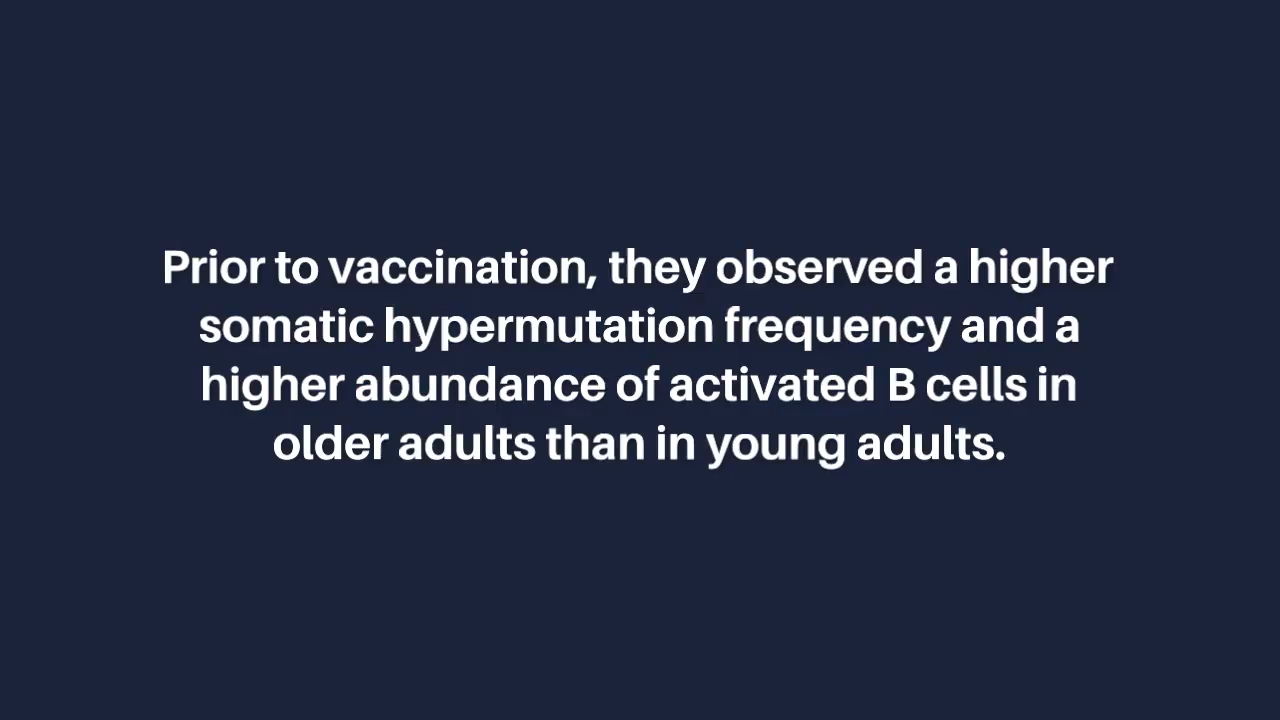 Prior to vaccination, they observed a higher
somatic hypermutation frequency and a
higher abundance of activated B cells in
older adults than in young adults.